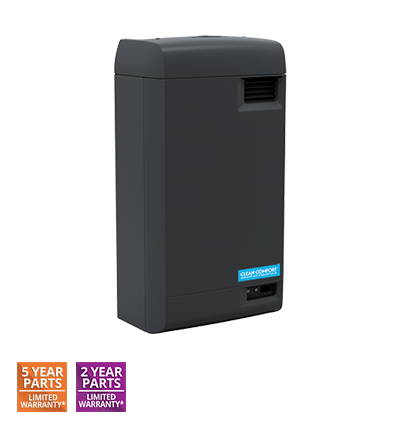 CLEAN COMFORT
5 YEAR
PARTS
LIMITED
WARRANTY*
2 YEAR
PARTS
LIMITED
WARRANTY*